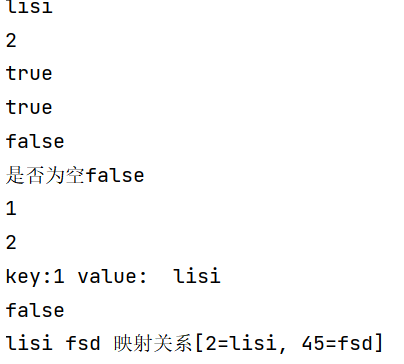 lisi
2
true
true
false
是否为空false
1
2
key:1 value:  lisi
false
lisi fsd 映射关系[2=lisi, 45=fsd]